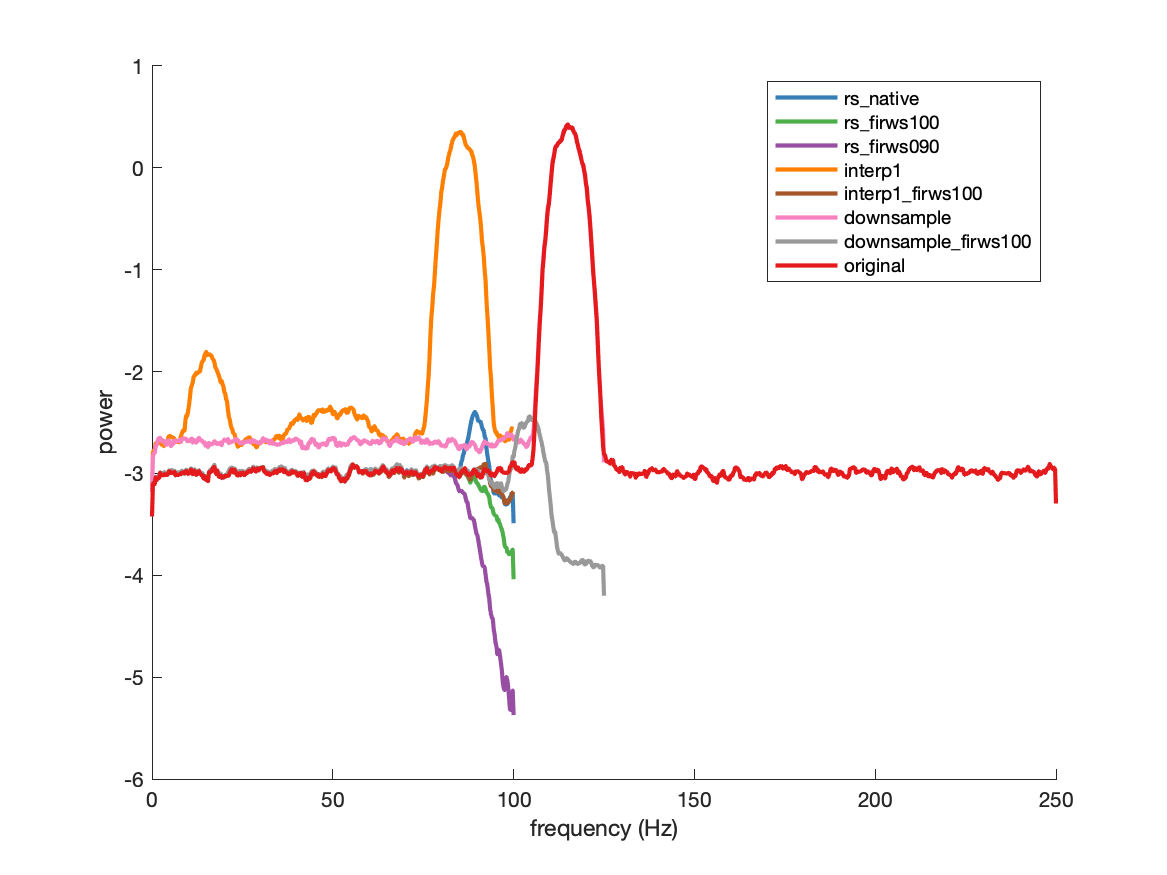 1
0
-1
-2
-3
-4
-5
-6
power
0
50
100
150
200
250
frequency (Hz)
rs_native
rs_firws100
rs_firws090
interp1
interp1_firws100
downsample
downsample_firws100
original